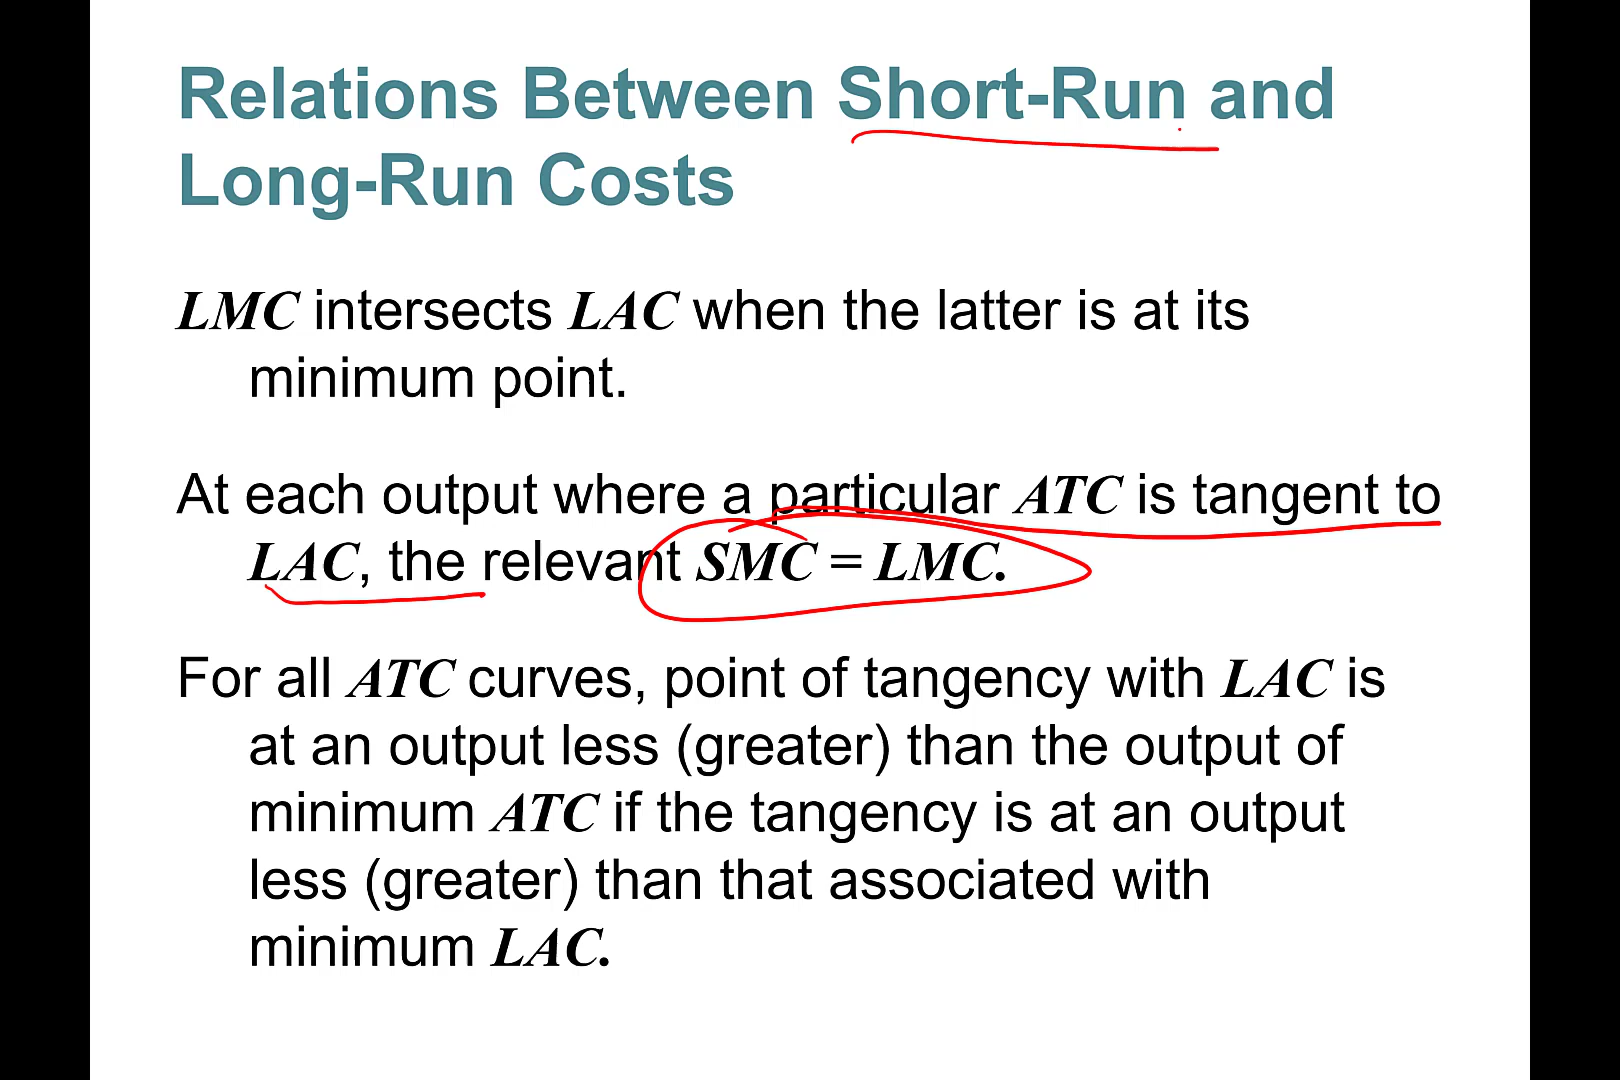 Relations Between Short-Run and
Long-Run Costs
LMC intersects LAC when the latter is at its
minimum point.
At each output where a particular ATC is tangent to
LAC, the relevant SMC = LMC.
For all ATC curves, point of tangency with LAC is
at an output less (greater) than the output of
minimum ATC if the tangency is at an output
less (greater) than that associated with
minimum LAC.